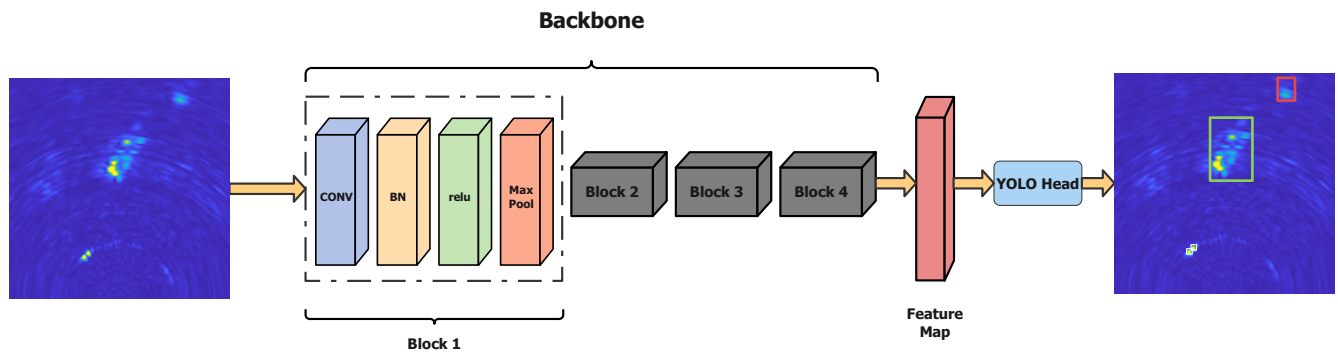 Backbone
CONV
BN
relu
Max
Pool
Block 2
Block 3
Block 4
YOLO Head
Feature
Map
Block 1